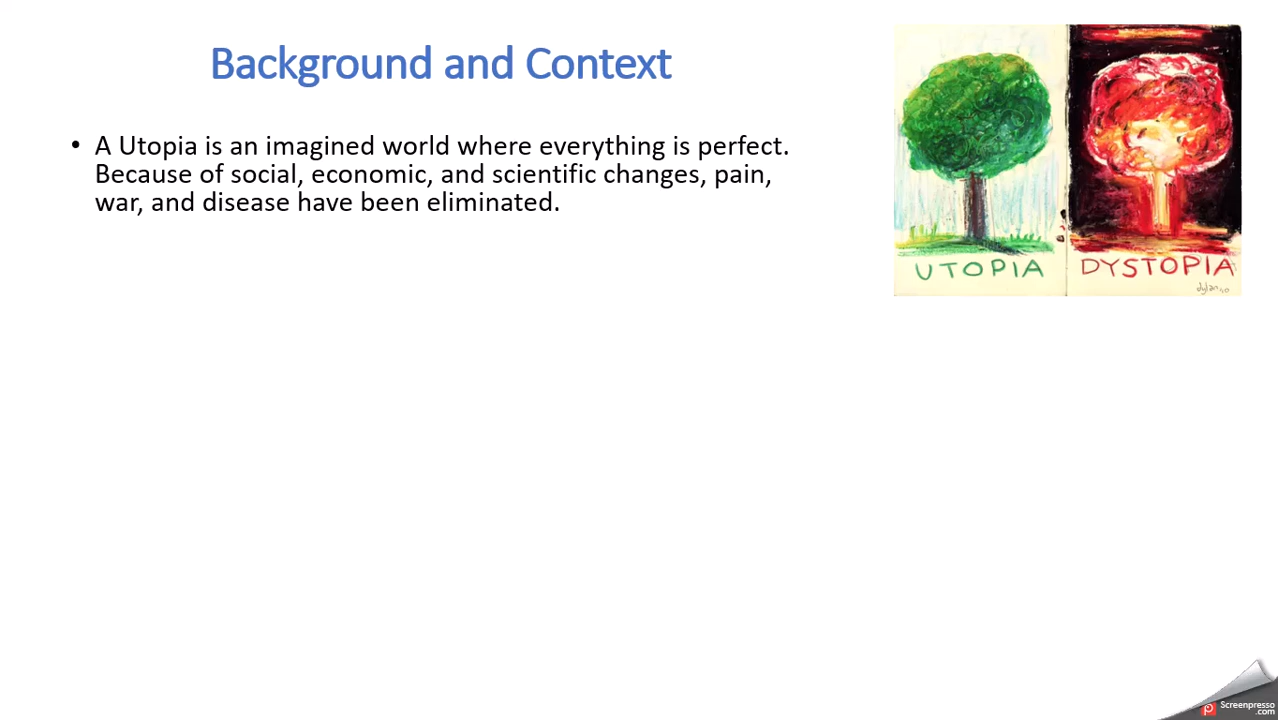 Background and Context
• A Utopia is an imagined world where everything is perfect.
Because of social, economic, and scientific changes, pain,
war, and disease have been eliminated.
UTOPIA
DYSTOPIA
Screenpresso
.com